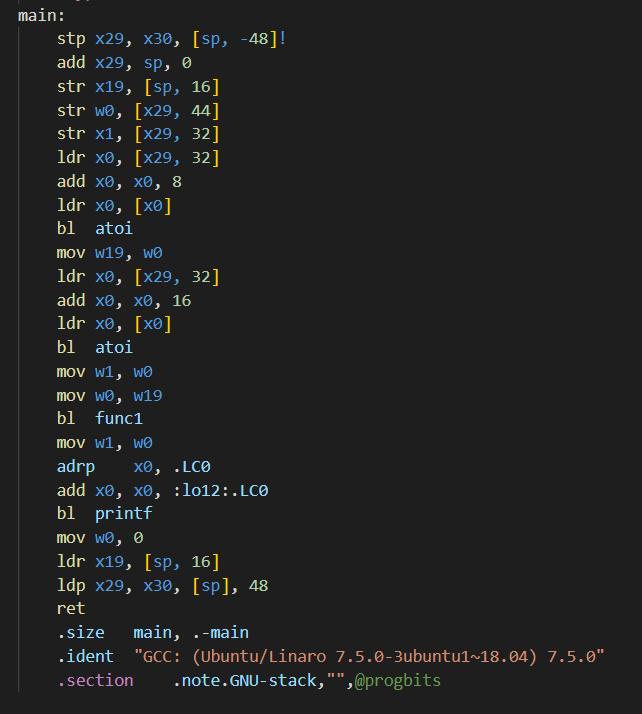 main:
stp x29, x30, [sp, -48]!
add x29, sp, 0
str x19, [sp, 16]
str w0, [x29, 44]
str x1, [x29, 32]
ldr x0, [x29, 32]
add x0, x0, 8
ldr x0, [x0]
bl atoi
mov w19, w0
ldr x0, [x29, 32]
add x0, x0, 16
ldr x0, [x0]
bl atoi
mov w1, w0
mov w0, w19
bl func1
mov w1, w0
adrp x0, .LC0
add x0, x0, :lo12:.LC0
bl printf
mov w0, 0
ldr x19, [sp, 16]
ldp x29, x30, [sp], 48
ret
.size main, .-main
.ident "GCC: (Ubuntu/Linaro 7.5.0-3ubuntu1~18.04) 7.5.0"
.section .note.GNU-stack,"",@progbits